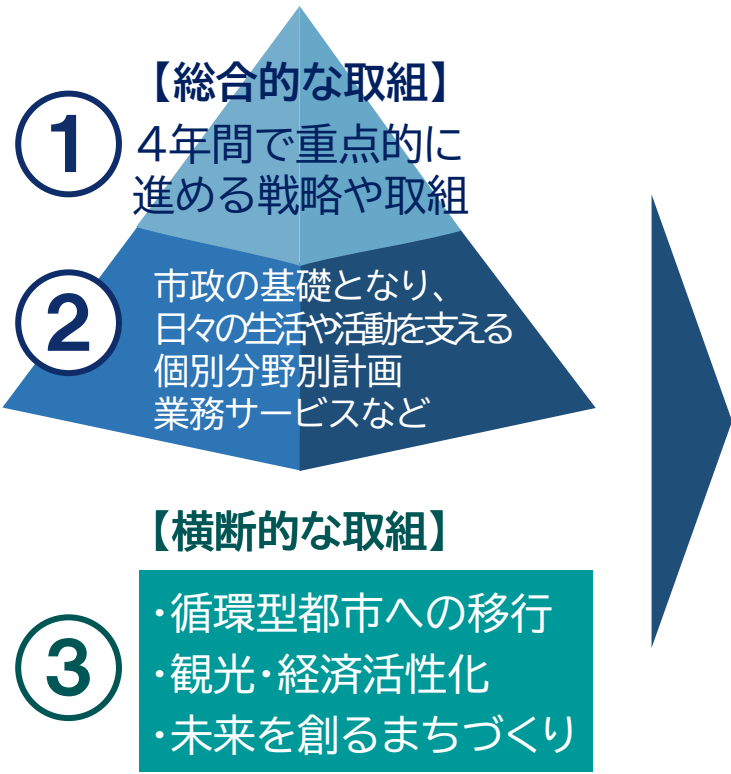 【総合的な取組】
① 4年間で重点的に
進める戦略や取組
② 市政の基礎となり、
日々の生活や活動を支える
個別分野別計画
業務サービスなど
【横断的な取組】
③ ・循環型都市への移行
・観光・経済活性化
・未来を創るまちづくり